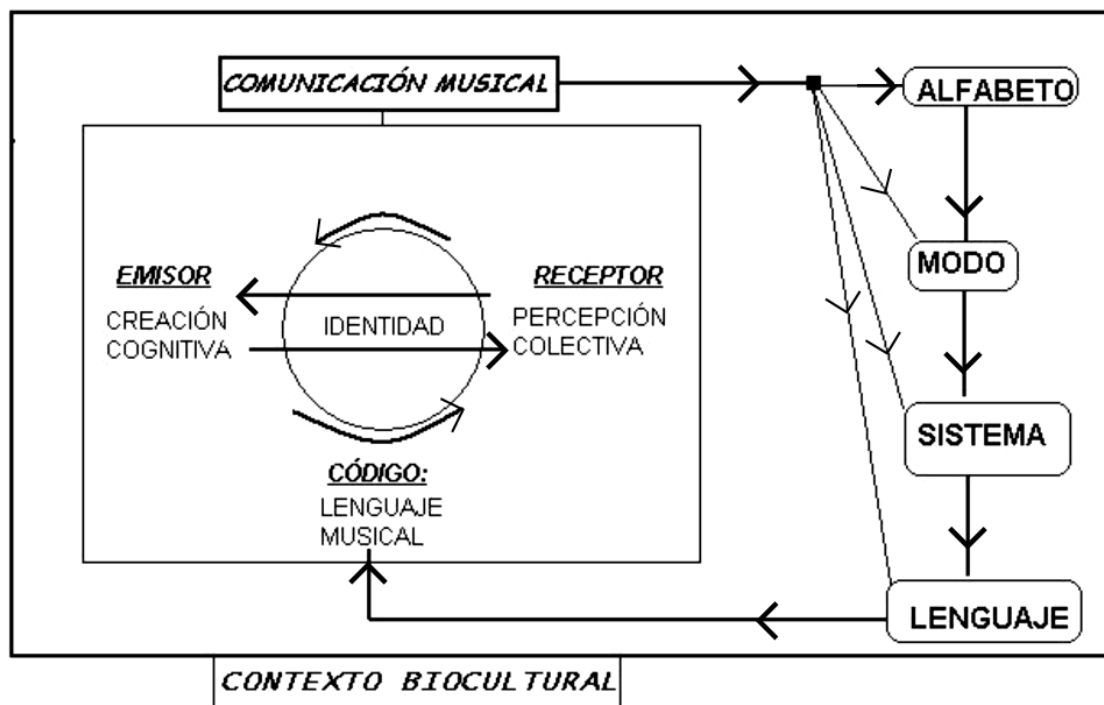 COMUNICACIÓN MUSICAL
ALFABETO
MODO
EMISOR
RECEPTOR
CREACIÓN
COGNITIVA
IDENTIDAD
PERCEPCIÓN
COLECTIVA
SISTEMA
CÓDIGO:
LENGUAJE
MUSICAL
LENGUAJE
CONTEXTO BIOCULTURAL